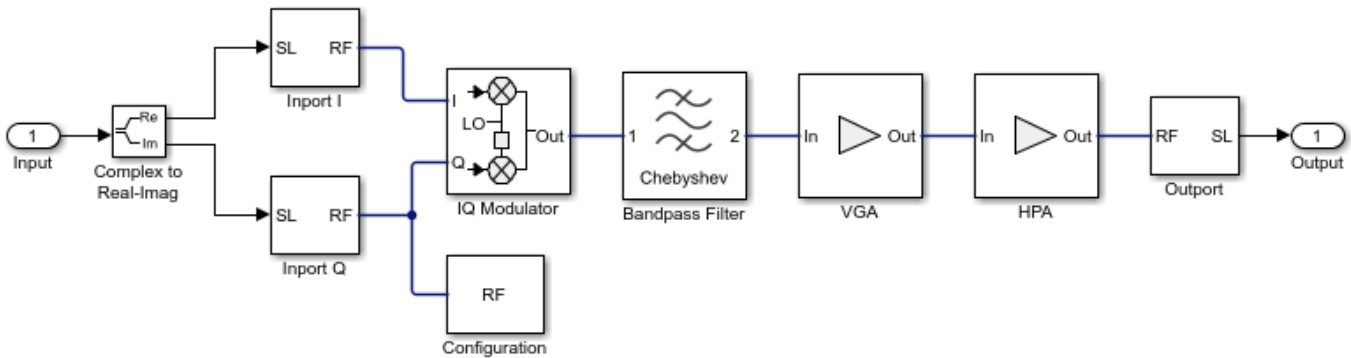 1
Input
Re
Im
Complex to
Real-Imag
SL RF
Inport I
SL RF
Inport Q
I
LO
Q
Out
IQ Modulator
RF
Configuration
1 2
Chebyshev
Bandpass Filter
In Out
VGA
In Out
HPA
RF SL
Outport
1
Output